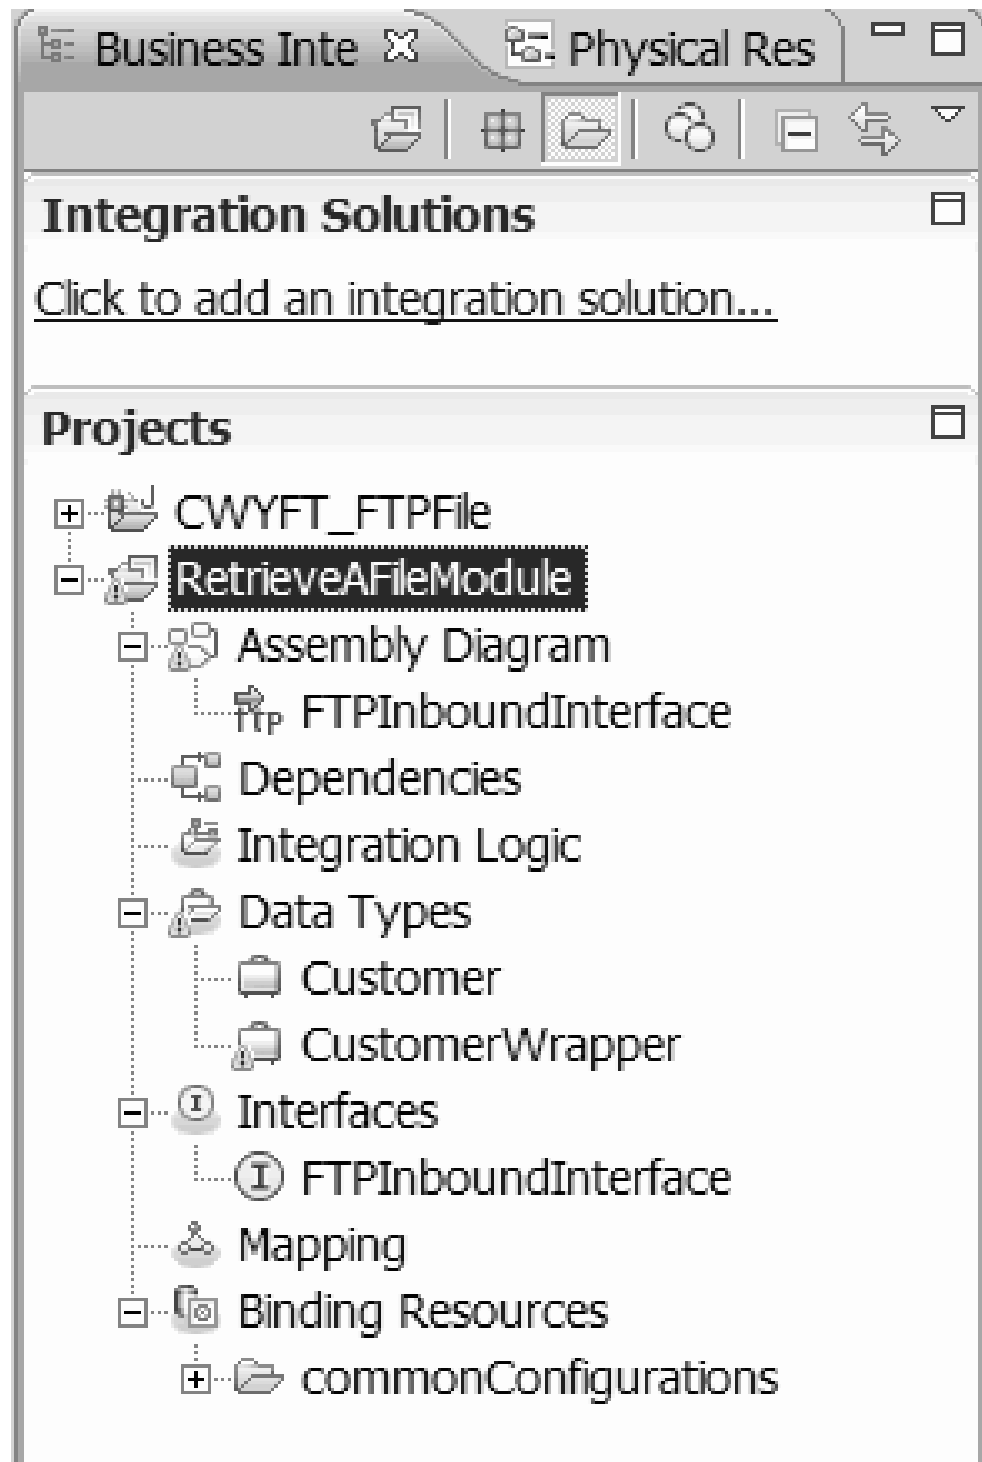 Business Inte Physical Res
Integration Solutions
Click to add an integration solution...
Projects
CWYFT_FTPFile
RetrieveAFileModule
Assembly Diagram
FTP FTPInboundInterface
Dependencies
Integration Logic
Data Types
Customer
CustomerWrapper
Interfaces
I FTPInboundInterface
Mapping
Binding Resources
commonConfigurations